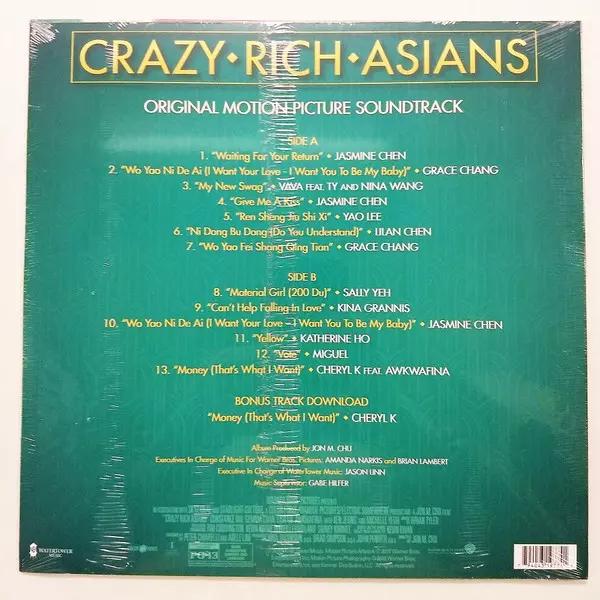 CRAZY • RICH • ASIANS
ORIGINAL MOTION PICTURE SOUNDTRACK
SIDE A
1. "Waiting For Your Return" • JASMINE CHEN
2. "Wo Yao Ni De Ai (I Want Your Love - I Want You To Be My Baby)" • GRACE CHANG
3. "My New Swag" • VAVA FEAT. TY AND NINA WANG
4. "Give Me A Kiss" • JASMINE CHEN
5. "Ren Sheng Jiu Shi Xi" • YAO LEE
6. "Ni Dong Bu Dong (Do You Understand)" • LILAN CHEN
7. "Wo Yao Fei Shang Qing Tian" • GRACE CHANG
SIDE B
8. "Material Girl (200 Du)" • SALLY YEH
9. "Can't Help Falling In Love" • KINA GRANNIS
10. "Wo Yao Ni De Ai (I Want Your Love – I Want You To Be My Baby)" • JASMINE CHEN
11. "Yellow" • KATHERINE HO
12. "Vote" • MIGUEL
13. "Money (That's What I Want)" • CHERYL K FEAT. AWKWAFINA
BONUS TRACK DOWNLOAD
"Money (That's What I Want)" • CHERYL K
Album Produced by JON M. CHU
Executives In Charge of Music For Warner Bros. Pictures: AMANDA NARKIS and BRIAN LAMBERT
Executive In Charge of WaterTower Music: JASON LINN
Music Supervisor: GABE HILFER
WATERTOWER
MUSIC
PG-13